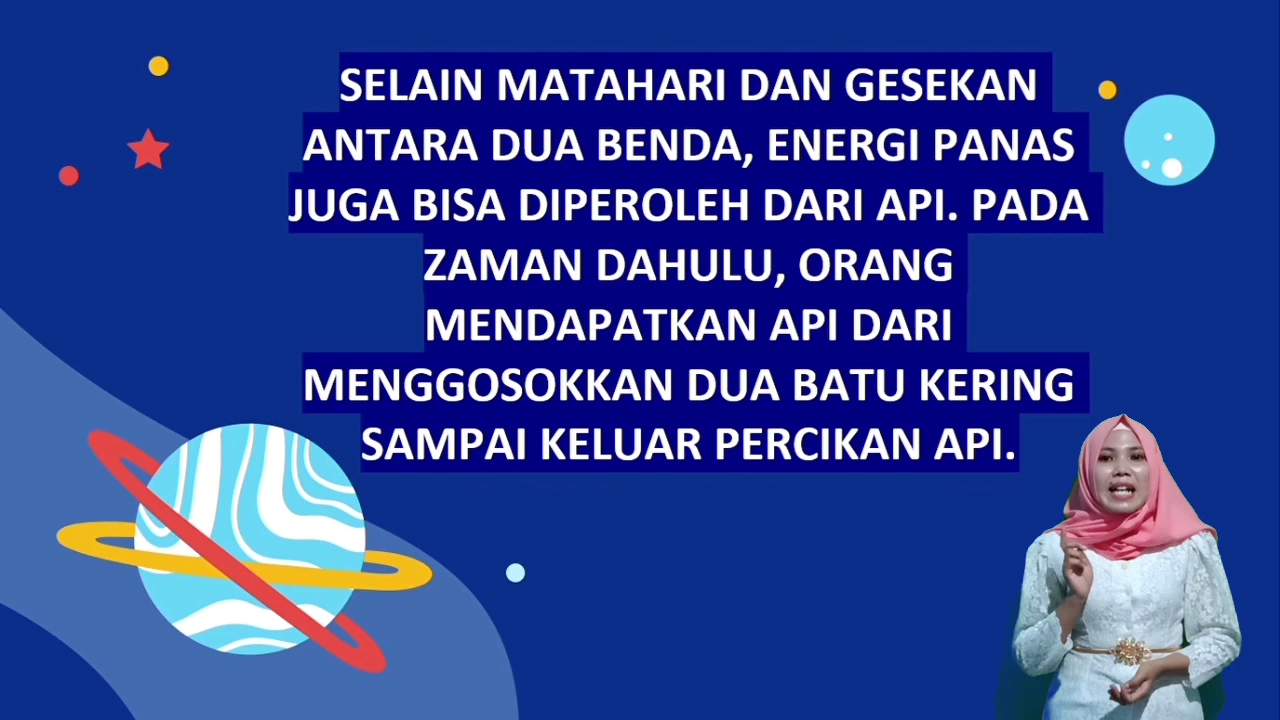 SELAIN MATAHARI DAN GESEKAN
ANTARA DUA BENDA, ENERGI PANAS
JUGA BISA DIPEROLEH DARI API. PADA
ZAMAN DAHULU, ORANG
MENDAPATKAN API DARI
MENGGOSOKKAN DUA BATU KERING
SAMPAI KELUAR PERCIKAN API.